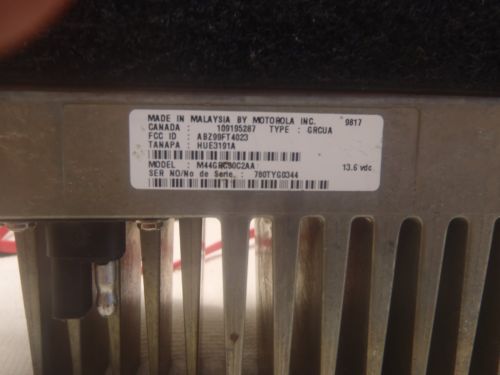 MADE IN MALAYSIA BY MOTOROLA INC. 9817
CANADA : 109195287 TYPE : GRCUA
FCC ID : ABZ99FT4023
TANAPA : HUE3191A
MODEL : M44GRC90C2AA 13.6 vdc
SER NO/No de Serie. : 780TYG0344